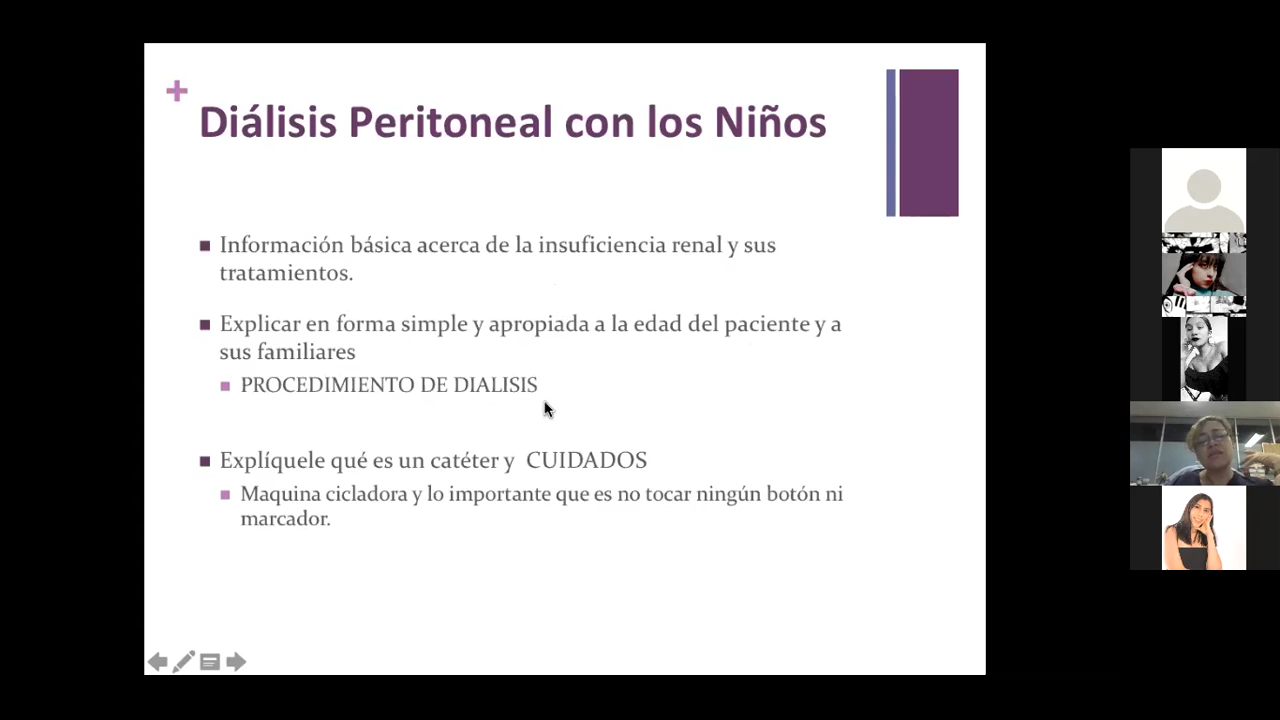 +
Diálisis Peritoneal con los Niños
Información básica acerca de la insuficiencia renal y sus
tratamientos.
Explicar en forma simple y apropiada a la edad del paciente y a
sus familiares
PROCEDIMIENTO DE DIALISIS
Explíquele qué es un catéter y CUIDADOS
Maquina cicladora y lo importante que es no tocar ningún botón ni
marcador.